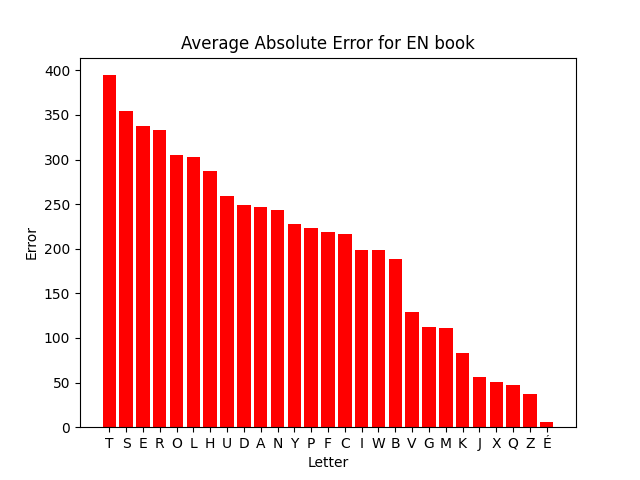 Average Absolute Error for EN book
Error
400
350
300
250
200
150
100
50
0
T S E R O L H U D A N Y P F C I W B V G M K J X Q Z É
Letter